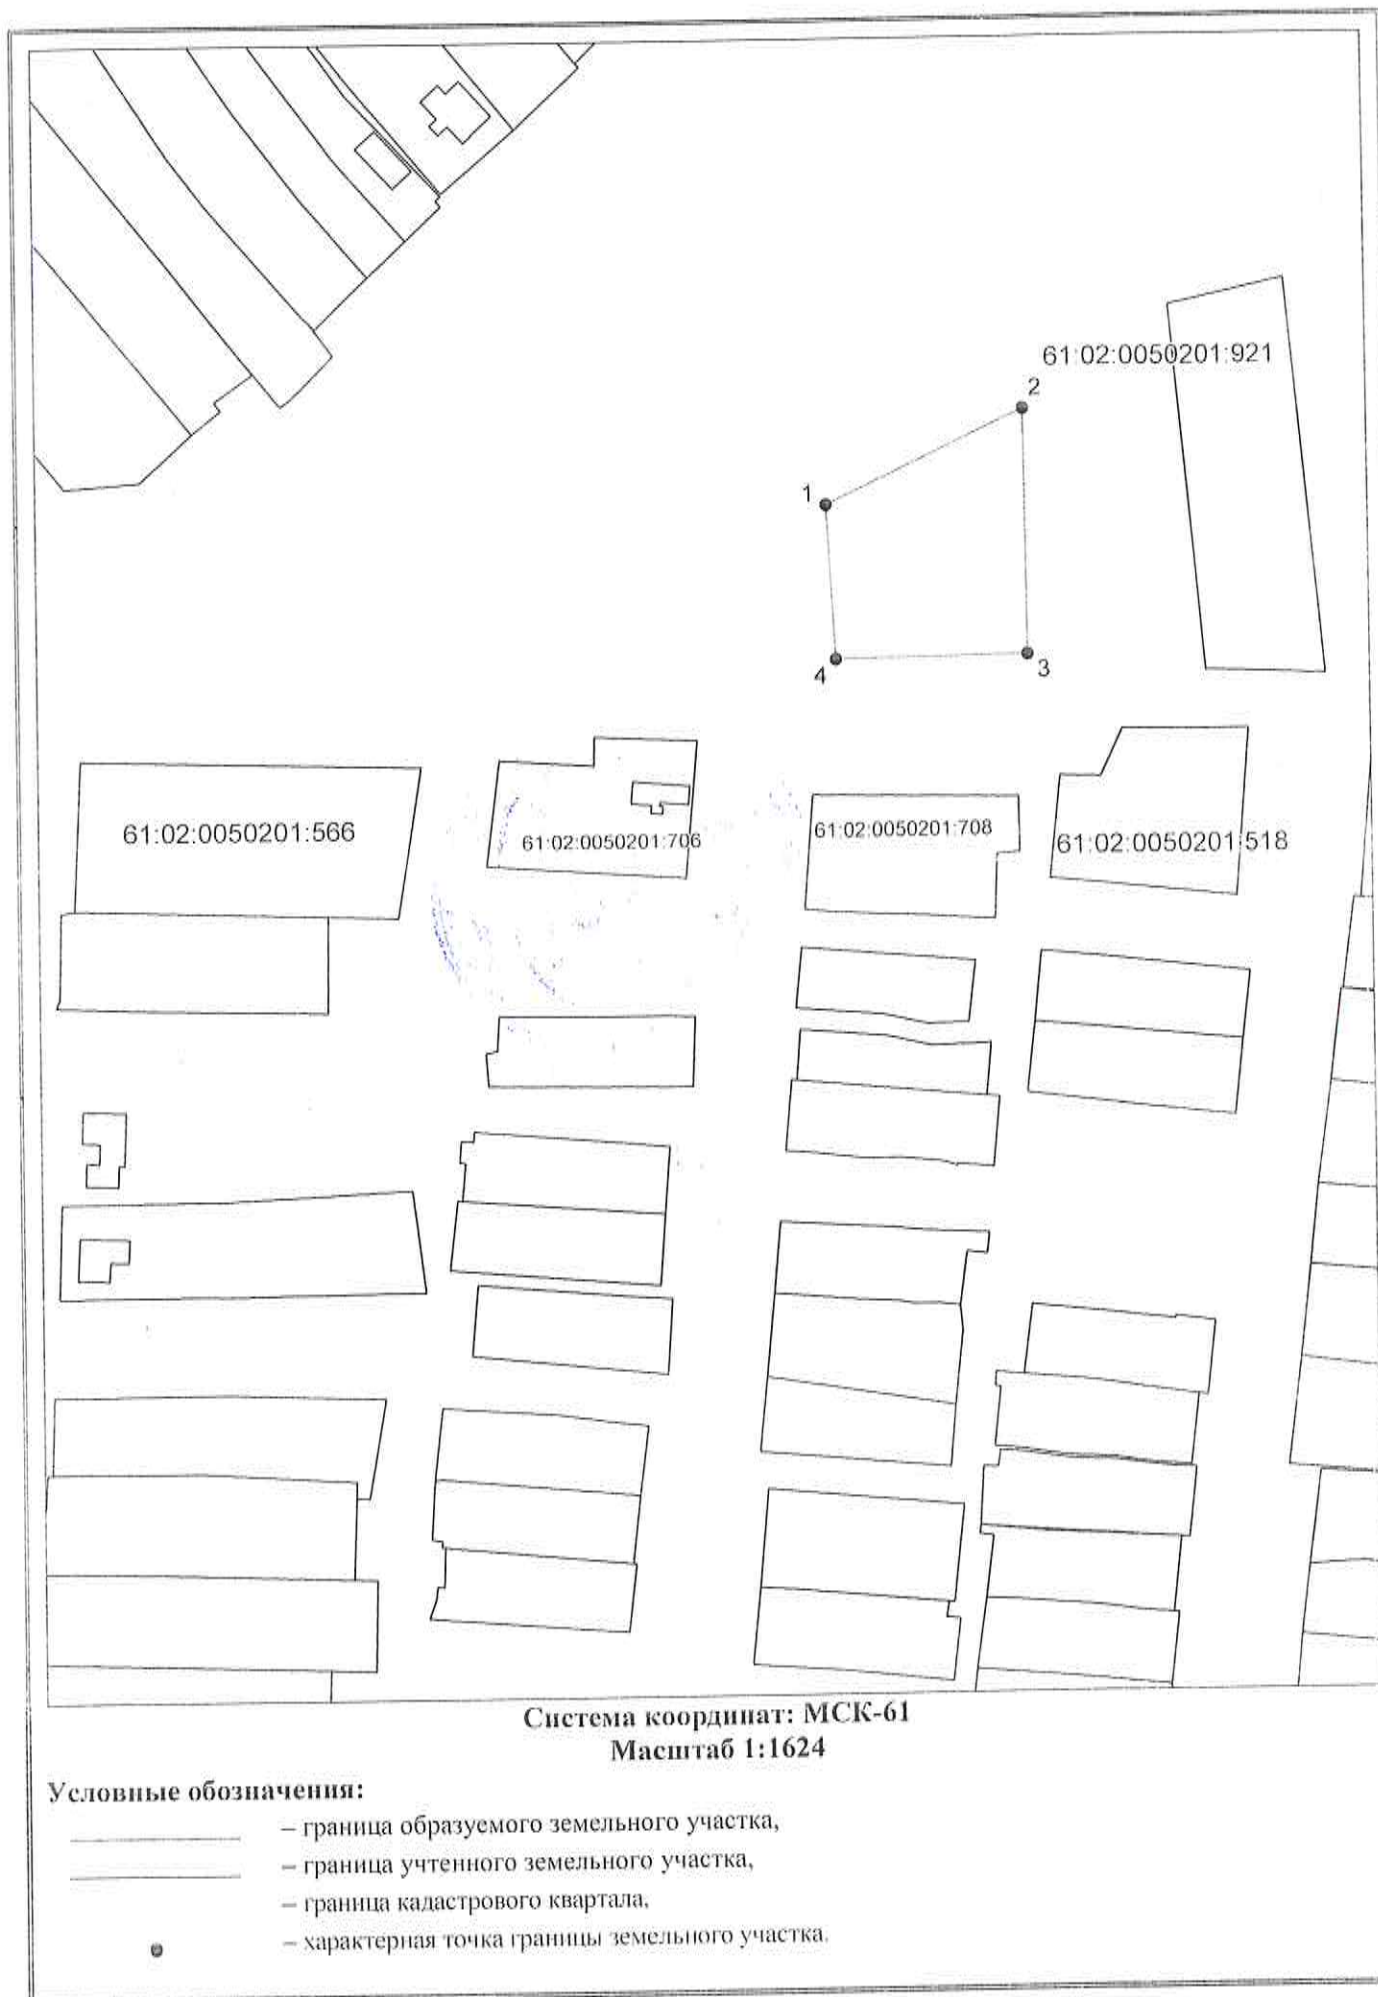 61:02:0050201:921
2
1
3
4
61:02:0050201:566
61:02:0050201:706
61:02:0050201:708
61:02:0050201:518
Система координат: МСК-61
Масштаб 1:1624
Условные обозначения:
– граница образуемого земельного участка,
– граница учтенного земельного участка,
– граница кадастрового квартала,
– характерная точка границы земельного участка.